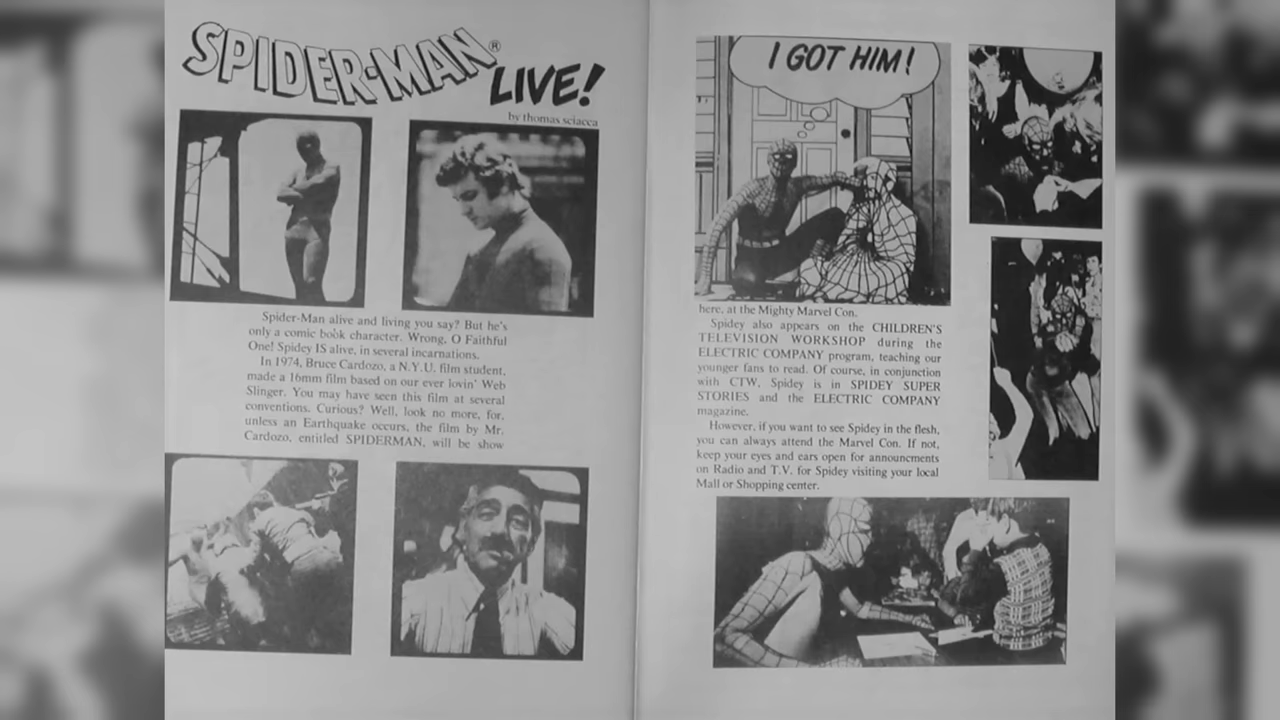 SPIDER-MAN®
LIVE!
by thomas sciacca
Spider-Man alive and living you say? But he's
only a comic book character. Wrong, O Faithful
One! Spidey IS alive, in several incarnations.
In 1974, Bruce Cardozo, a N.Y.U. film student,
made a 16mm film based on our ever lovin' Web
Slinger. You may have seen this film at several
conventions. Curious? Well, look no more, for,
unless an Earthquake occurs, the film by Mr.
Cardozo, entitled SPIDERMAN, will be show
I GOT HIM!
here, at the Mighty Marvel Con.
Spidey also appears on the CHILDREN'S
TELEVISION WORKSHOP during the
ELECTRIC COMPANY program, teaching our
younger fans to read. Of course, in conjunction
with CTW, Spidey is in SPIDEY SUPER
STORIES and the ELECTRIC COMPANY
magazine.
However, if you want to see Spidey in the flesh,
you can always attend the Marvel Con. If not,
keep your eyes and ears open for announcments
on Radio and T.V. for Spidey visiting your local
Mall or Shopping center.